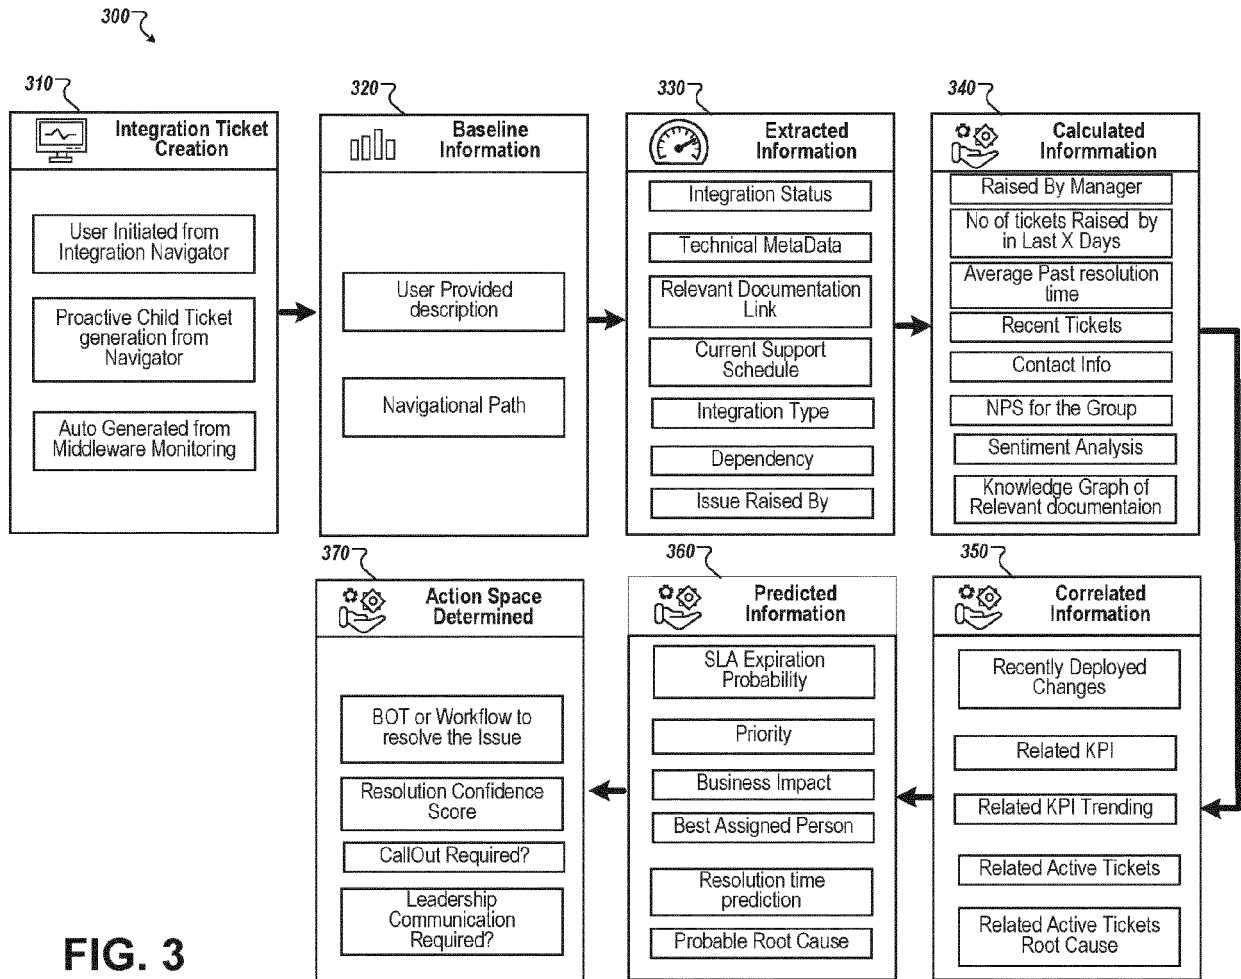 300
310
Integration Ticket
Creation
User Initiated from
Integration Navigator
Proactive Child Ticket
generation from
Navigator
Auto Generated from
Middleware Monitoring
320
Baseline
Information
User Provided
description
Navigational Path
330
Extracted
Information
Integration Status
Technical MetaData
Relevant Documentation
Link
Current Support
Schedule
Integration Type
Dependency
Issue Raised By
340
Calculated
Informmation
Raised By Manager
No of tickets Raised by
in Last X Days
Average Past resolution
time
Recent Tickets
Contact Info
NPS for the Group
Sentiment Analysis
Knowledge Graph of
Relevant documentaion
350
Correlated
Information
Recently Deployed
Changes
Related KPI
Related KPI Trending
Related Active Tickets
Related Active Tickets
Root Cause
360
Predicted
Information
SLA Expiration
Probability
Priority
Business Impact
Best Assigned Person
Resolution time
prediction
Probable Root Cause
370
Action Space
Determined
BOT or Workflow to
resolve the Issue
Resolution Confidence
Score
CallOut Required?
Leadership
Communication
Required?
FIG. 3